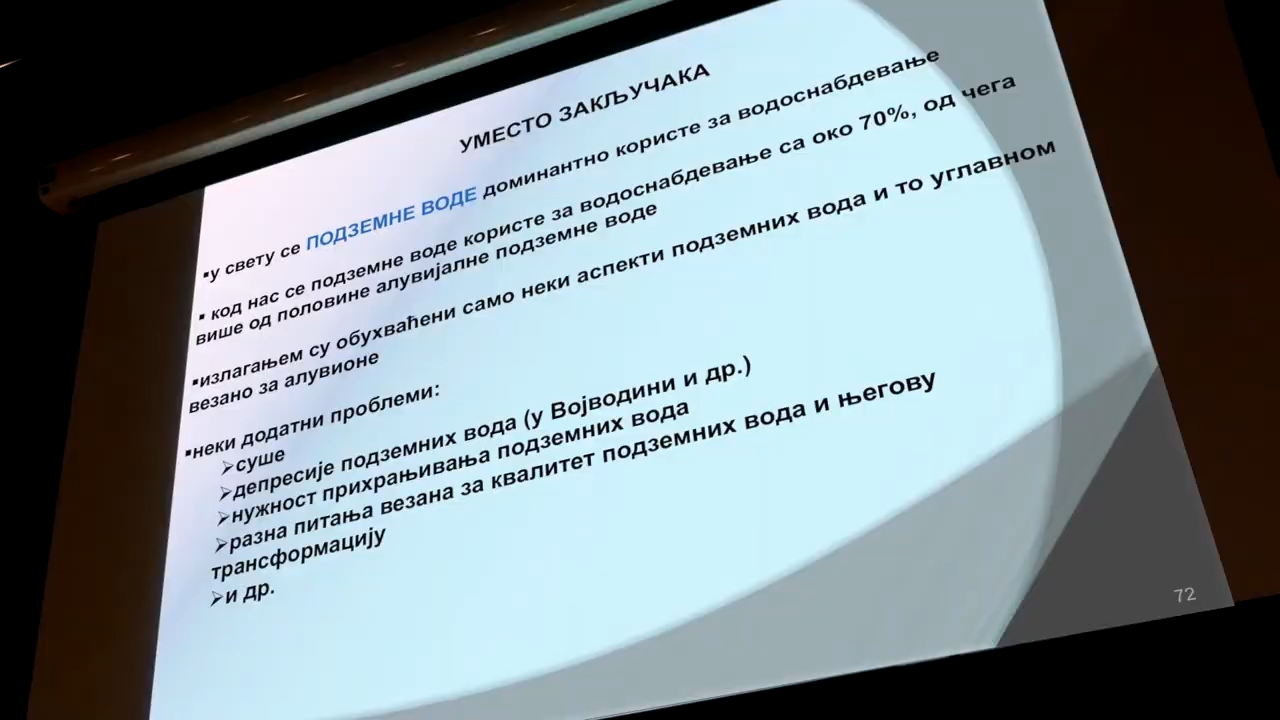 УМЕСТО ЗАКЉУЧАКА
▪у свету се ПОДЗЕМНЕ ВОДЕ доминантно користе за водоснабдевање
▪ код нас се подземне воде користе за водоснабдевање са око 70%, од чега
више од половине алувијалне подземне воде
▪излагањем су обухваћени само неки аспекти подземних вода и то углавном
везано за алувионе
▪неки додатни проблеми:
➢суше
➢депресије подземних вода (у Војводини и др.)
➢нужност прихрањивања подземних вода
➢разна питања везана за квалитет подземних вода и његову
трансформацију
➢и др.
72